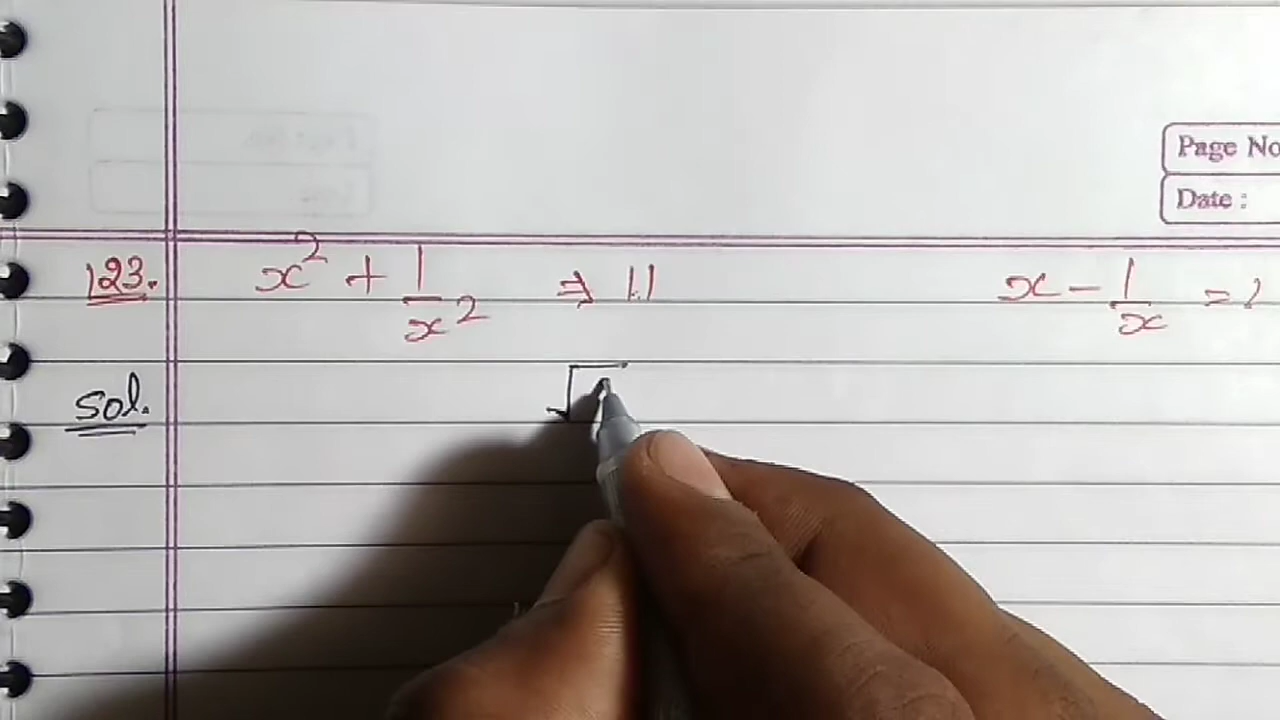 Page No
Date :
123. x² + 1/x² ⇒ 11 x - 1/x = ?
Sol. √